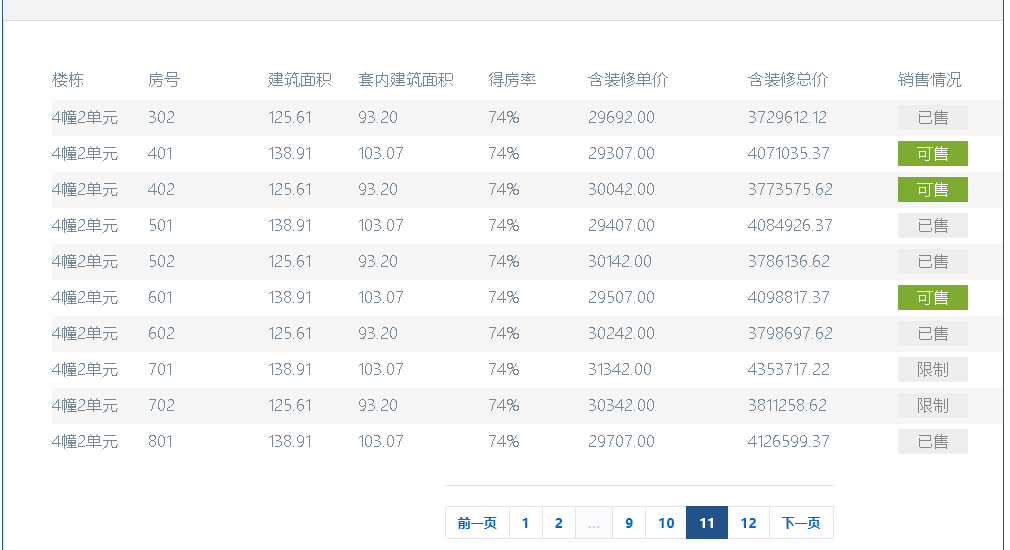 楼栋 房号 建筑面积 套内建筑面积 得房率 含装修单价 含装修总价 销售情况
4幢2单元 302 125.61 93.20 74% 29692.00 3729612.12 已售
4幢2单元 401 138.91 103.07 74% 29307.00 4071035.37 可售
4幢2单元 402 125.61 93.20 74% 30042.00 3773575.62 可售
4幢2单元 501 138.91 103.07 74% 29407.00 4084926.37 已售
4幢2单元 502 125.61 93.20 74% 30142.00 3786136.62 已售
4幢2单元 601 138.91 103.07 74% 29507.00 4098817.37 可售
4幢2单元 602 125.61 93.20 74% 30242.00 3798697.62 已售
4幢2单元 701 138.91 103.07 74% 31342.00 4353717.22 限制
4幢2单元 702 125.61 93.20 74% 30342.00 3811258.62 限制
4幢2单元 801 138.91 103.07 74% 29707.00 4126599.37 已售
前一页 1 2 ... 9 10 11 12 下一页